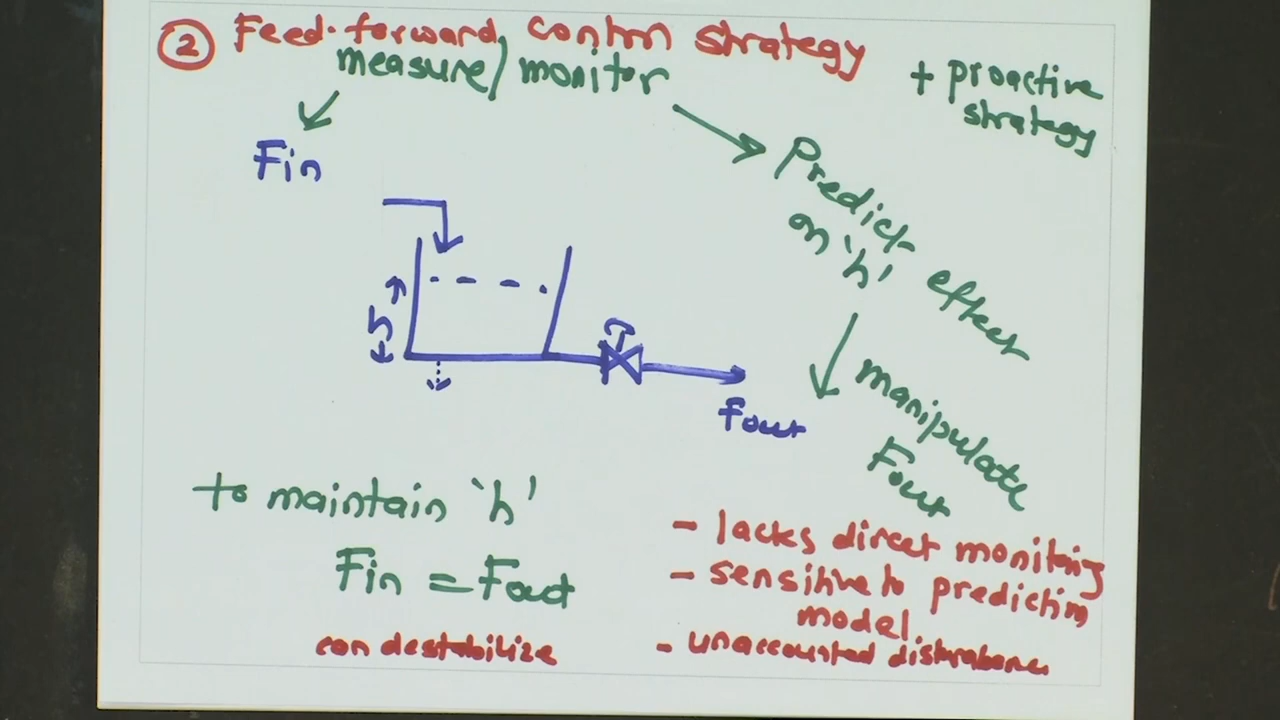 2 Feed-forward control strategy
measure/monitor
+ proactive
strategy
Fin
Predict effect
on 'h'
h
manipulate
Fout
Fout
to maintain 'h'
Fin = Fout
can destabilize
- lacks direct monitoring
- sensitive to prediction
model
- unaccounted disturbances